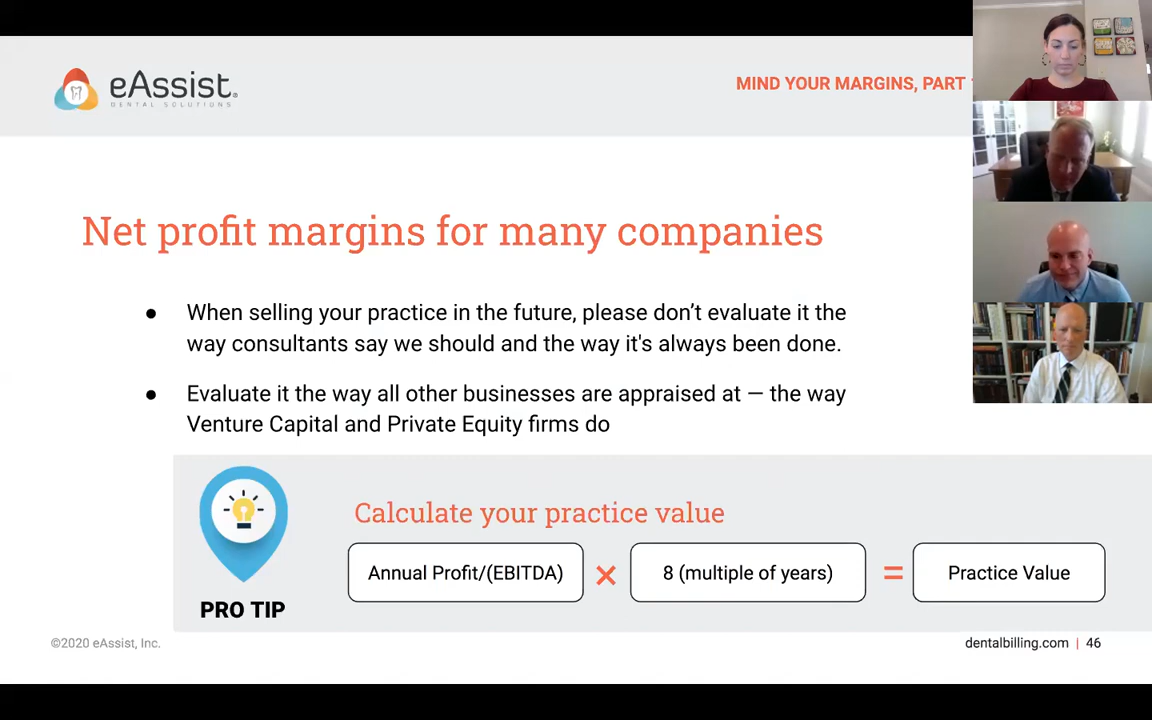 eAssist
DENTAL SOLUTIONS
MIND YOUR MARGINS, PART
Net profit margins for many companies
● When selling your practice in the future, please don’t evaluate it the
way consultants say we should and the way it's always been done.
● Evaluate it the way all other businesses are appraised at — the way
Venture Capital and Private Equity firms do
Calculate your practice value
Annual Profit/(EBITDA) × 8 (multiple of years) = Practice Value
PRO TIP
©2020 eAssist, Inc.
dentalbilling.com | 46